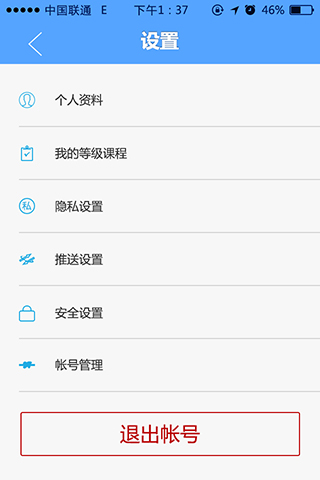 中国联通 E 下午1：37 46%
设置
个人资料
我的等级课程
私 隐私设置
推送设置
安全设置
帐号管理
退出帐号